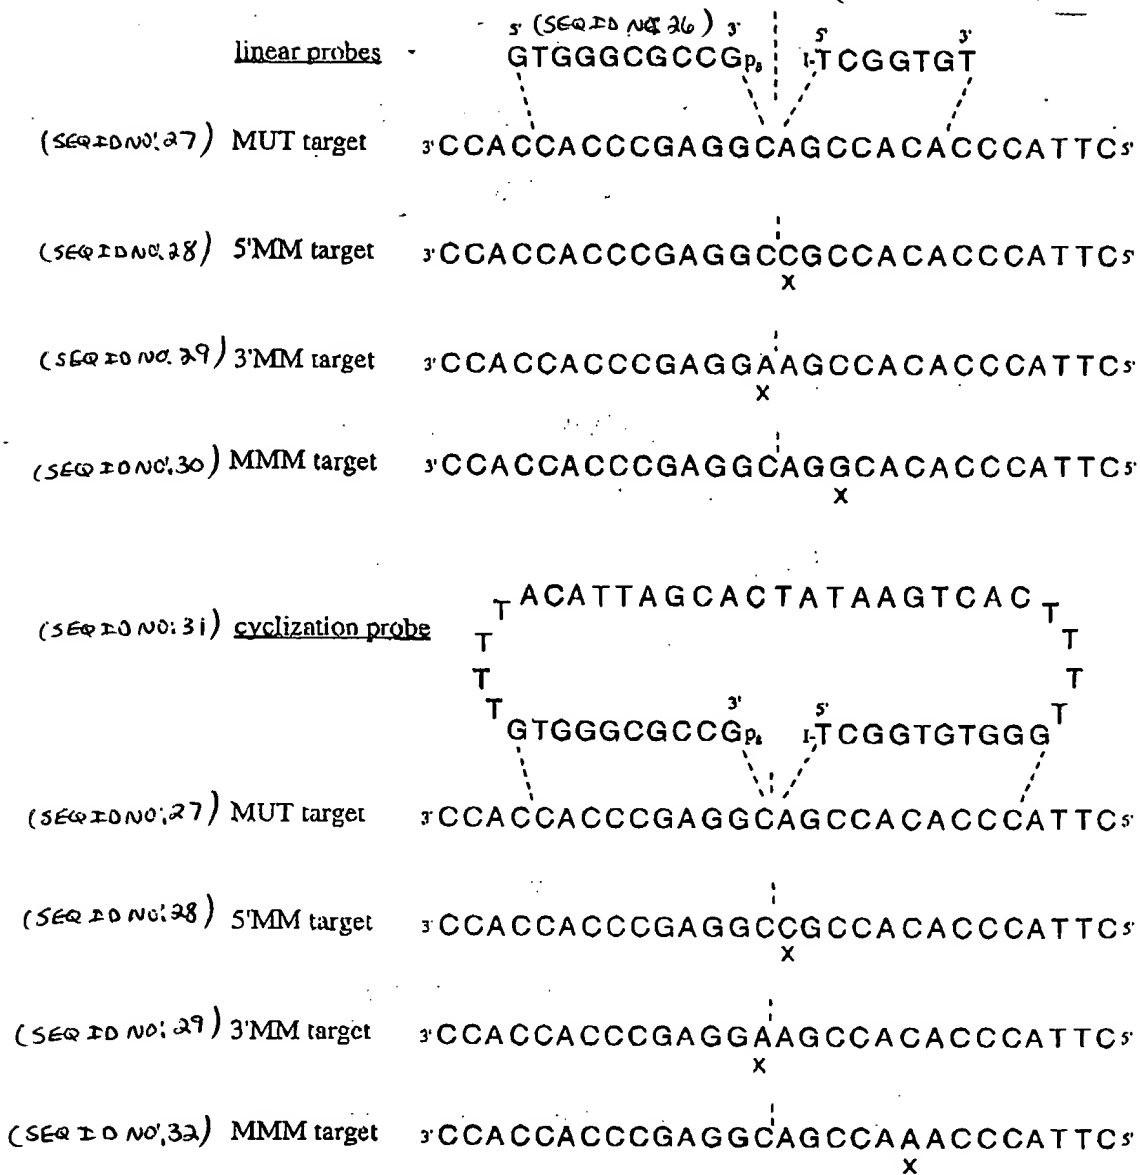 5' (SEQ ID NO: 26) 3' 5' 3'
linear probes GTGGGCGCCGps I-TCGGTGT
(SEQ ID NO: 27) MUT target 3'CCACCACCCGAGGCAGCCACACCCATTC5'
(SEQ ID NO: 28) 5'MM target 3'CCACCACCCGAGGCCGCCACACCCATTC5'
X
(SEQ ID NO: 29) 3'MM target 3'CCACCACCCGAGGAAGCCACACCCATTC5'
X
(SEQ ID NO: 30) MMM target 3'CCACCACCCGAGGCAGGCACACCCATTC5'
X
TACATTAGCACTATAAGTCACT
(SEQ ID NO: 31) cyclization probe T T
T T
T 3' 5' T
GTGGGCGCCGps I-TCGGTGTGGG
(SEQ ID NO: 27) MUT target 3'CCACCACCCGAGGCAGCCACACCCATTC5'
(SEQ ID NO: 28) 5'MM target 3'CCACCACCCGAGGCCGCCACACCCATTC5'
X
(SEQ ID NO: 29) 3'MM target 3'CCACCACCCGAGGAAGCCACACCCATTC5'
X
(SEQ ID NO: 32) MMM target 3'CCACCACCCGAGGCAGCCAAACCCATTC5'
X